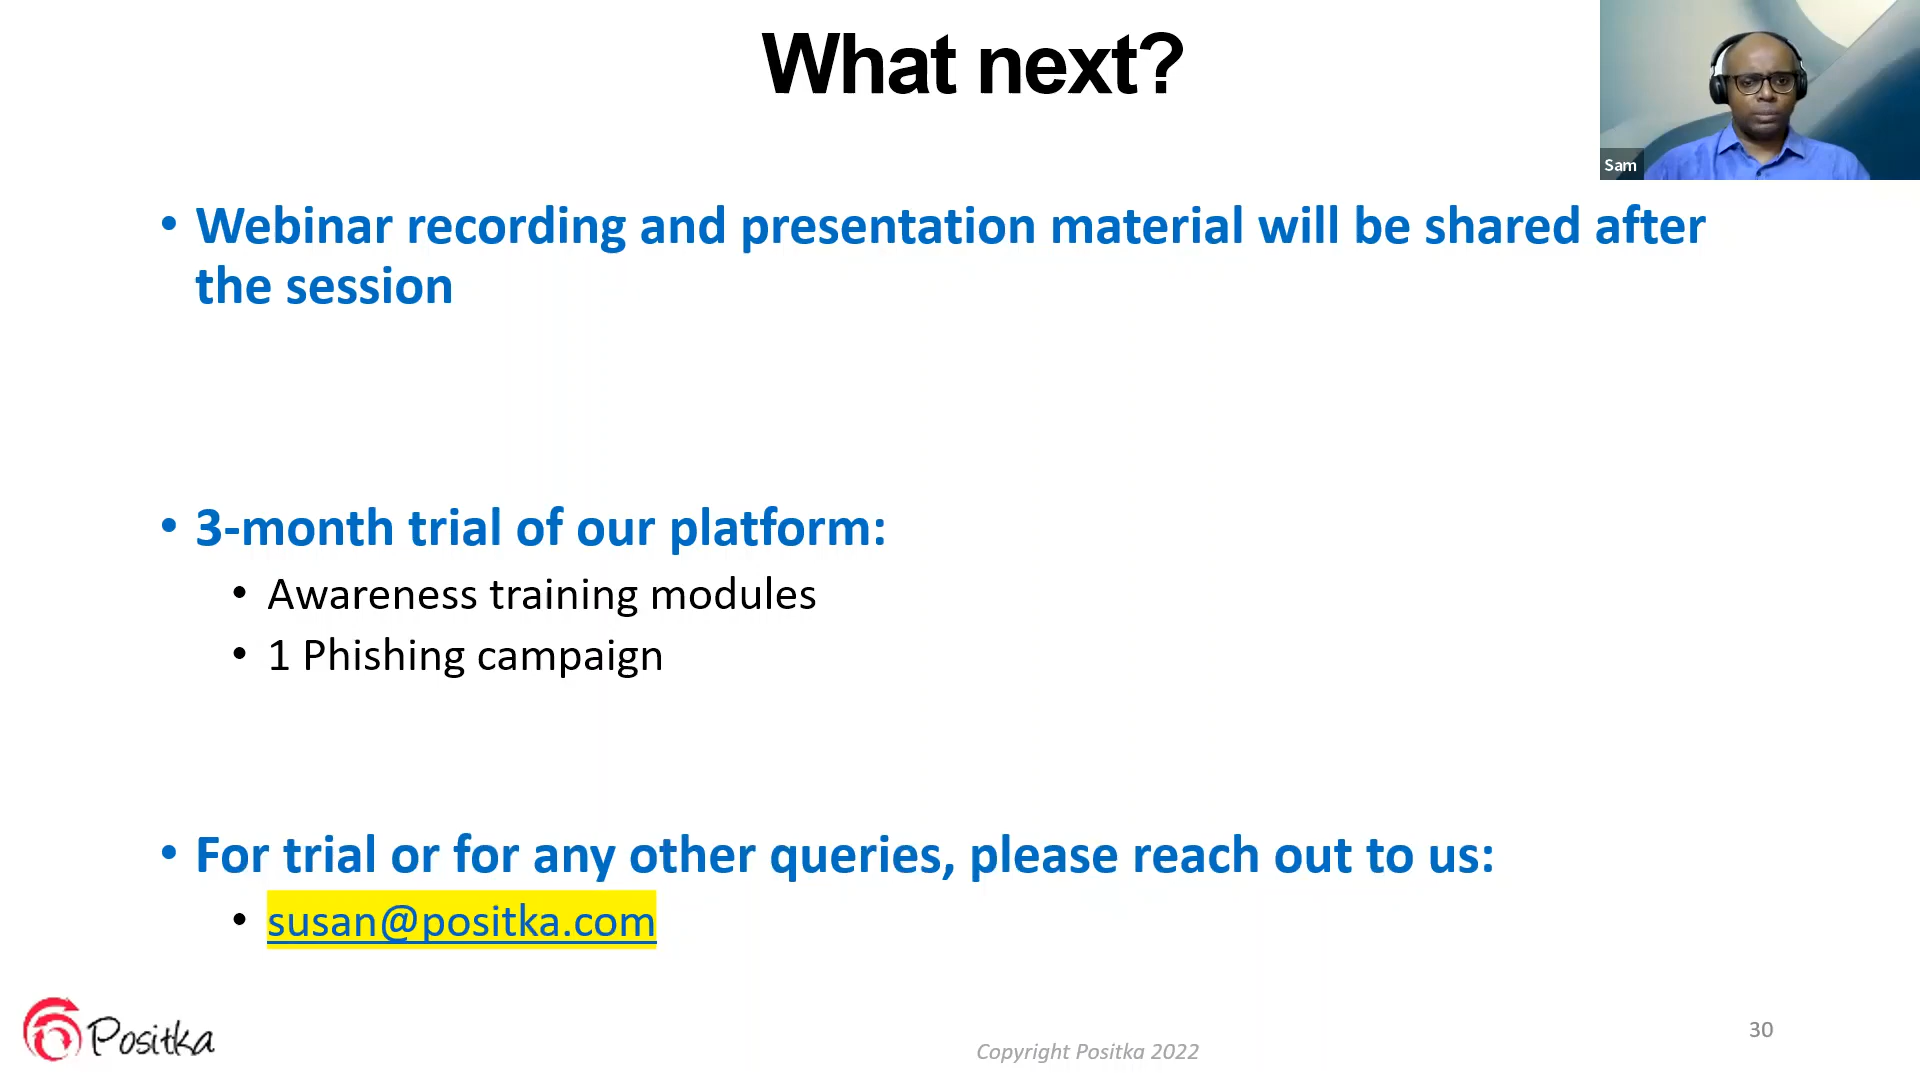 What next?
Sam
• Webinar recording and presentation material will be shared after
the session
• 3-month trial of our platform:
• Awareness training modules
• 1 Phishing campaign
• For trial or for any other queries, please reach out to us:
• susan@positka.com
Positka
Copyright Positka 2022
30